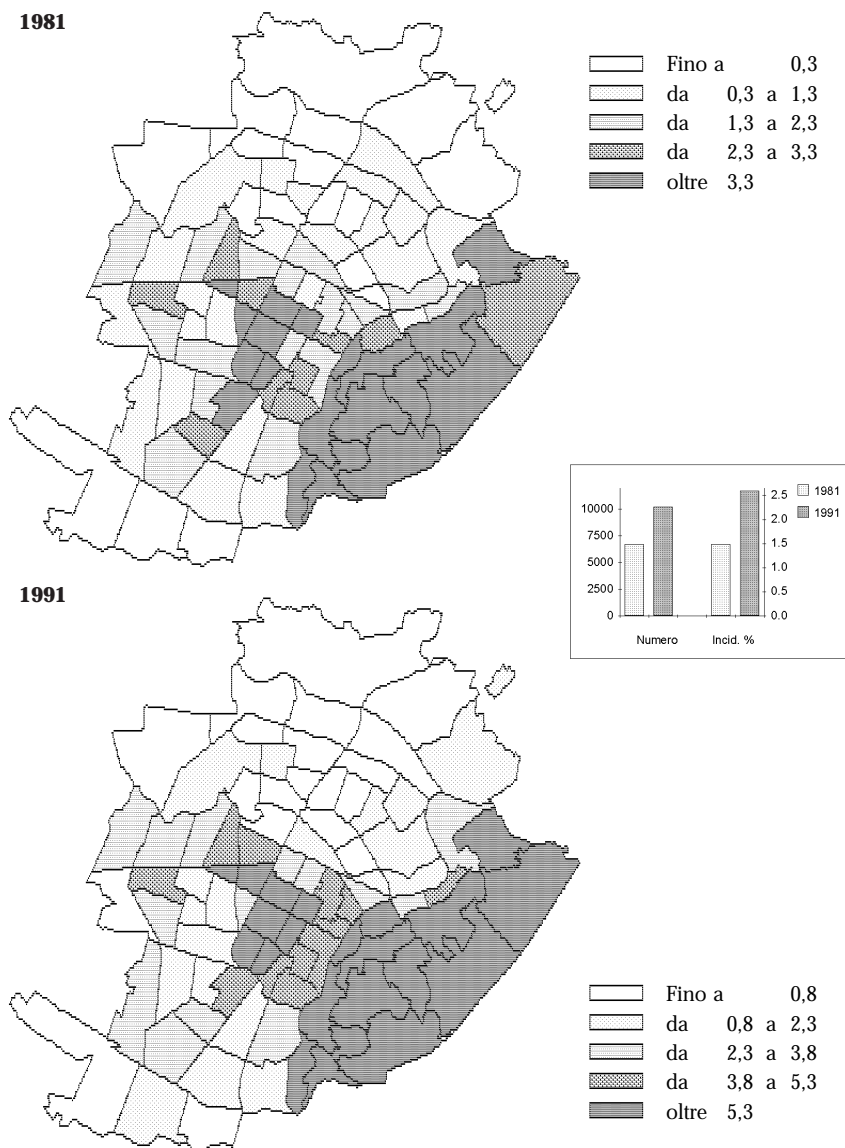 1981
Fino a 0,3
da 0,3 a 1,3
da 1,3 a 2,3
da 2,3 a 3,3
oltre 3,3
10000
7500
5000
2500
0
Numero
Incid. %
2.5
2.0
1.5
1.0
0.5
0.0
1981
1991
1991
Fino a 0,8
da 0,8 a 2,3
da 2,3 a 3,8
da 3,8 a 5,3
oltre 5,3